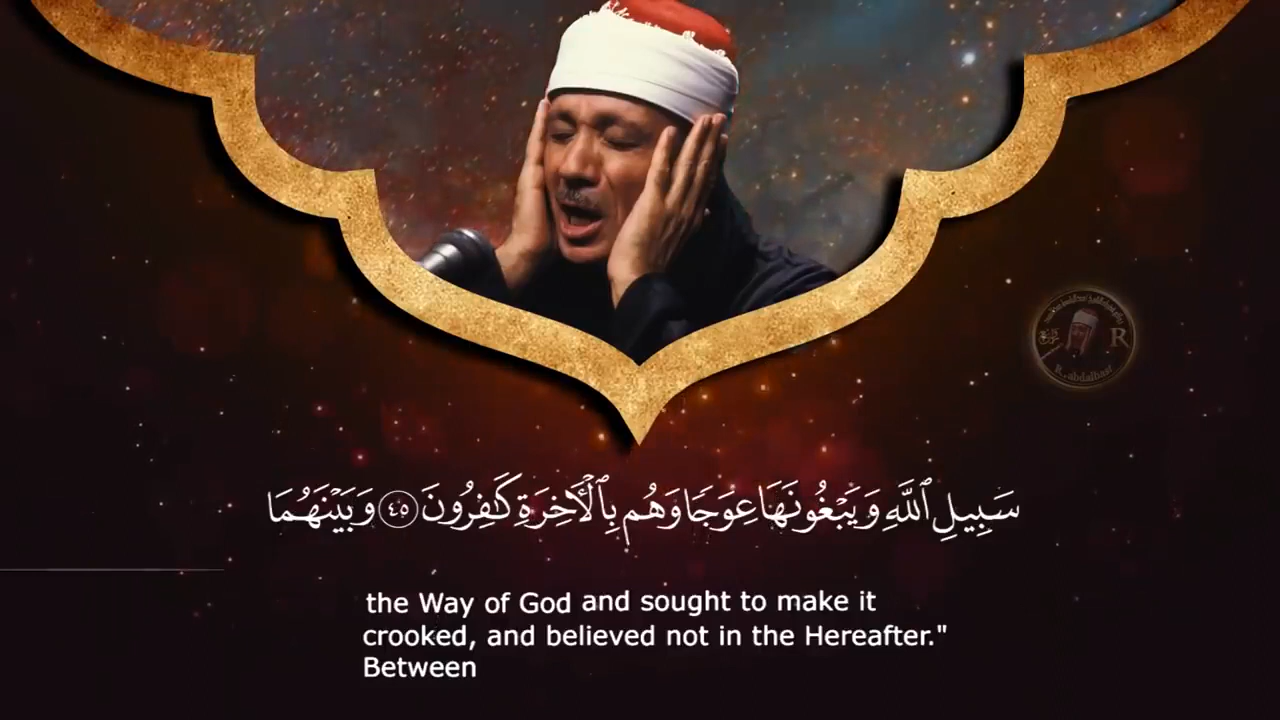 R
R..abdalbasr
سَبِيلِ ٱللَّهِ وَيَبْغُونَهَا عِوَجًا وَهُم بِٱلْأَخِرَةِ كَٰفِرُونَ ٤٥ وَبَيْنَهُمَا
the Way of God and sought to make it
crooked, and believed not in the Hereafter."
Between